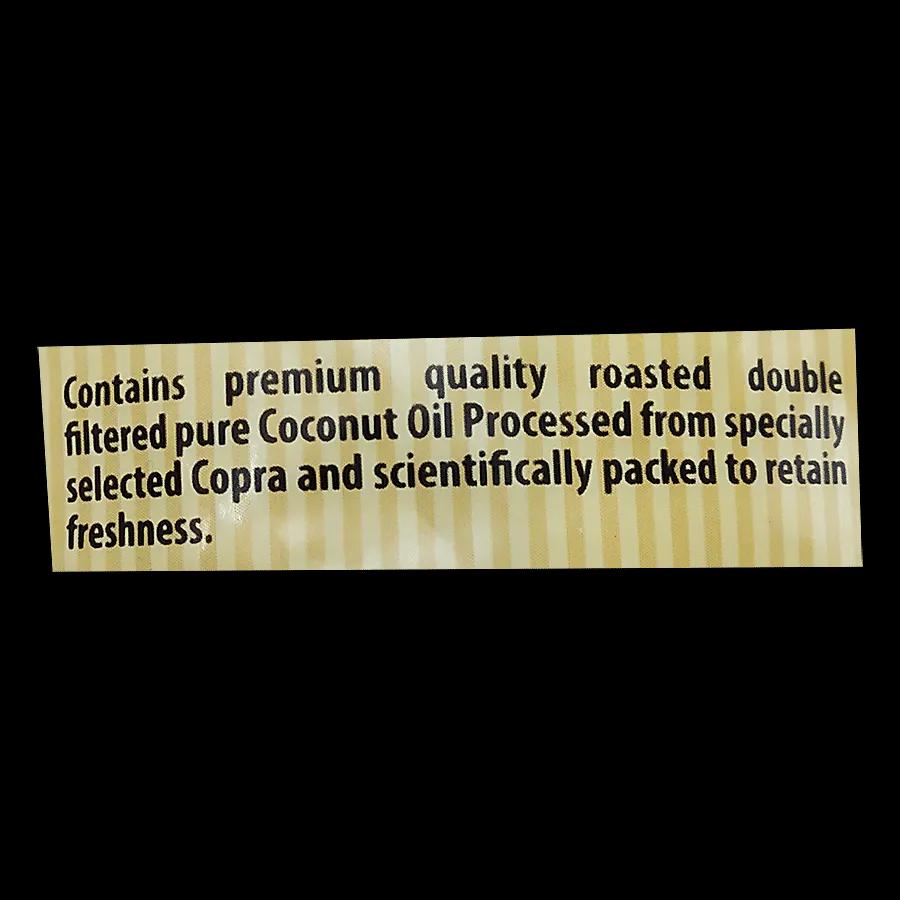 Contains premium quality roasted double
filtered pure Coconut Oil Processed from specially
selected Copra and scientifically packed to retain
freshness.